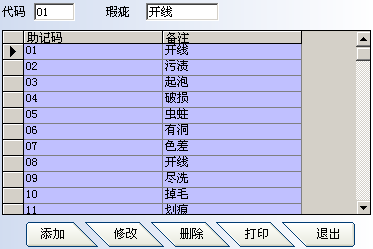 代码 01 瑕疵 开线
助记码 备注
01 开线
02 污渍
03 起泡
04 破损
05 虫蛀
06 有洞
07 色差
08 开线
09 尽洗
10 掉毛
11 划痕
添加 修改 删除 打印 退出